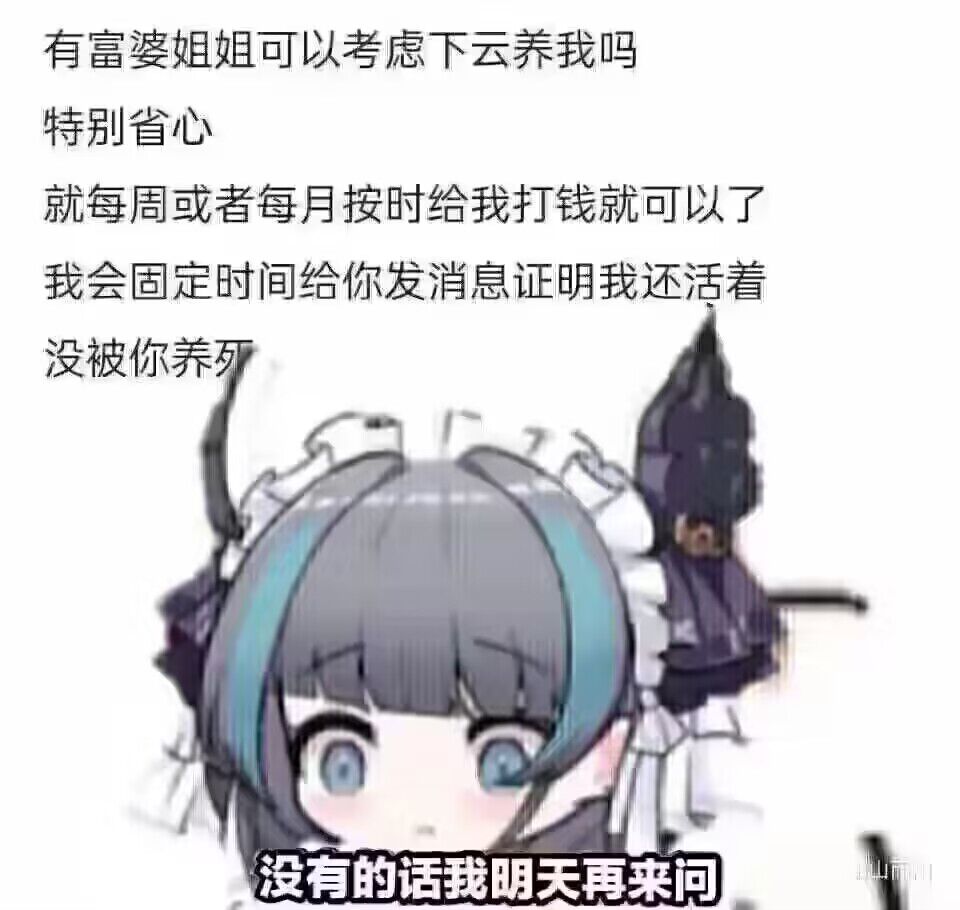 有富婆姐姐可以考虑下云养我吗
特别省心
就每周或者每月按时给我打钱就可以了
我会固定时间给你发消息证明我还活着
没被你养死
没有的话我明天再来问